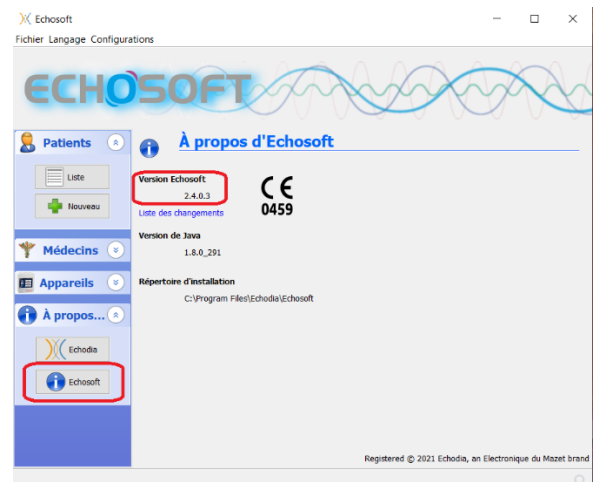 Echosoft
Fichier Langage Configurations
ECHOSOFT
Patients
Liste
Nouveau
Médecins
Appareils
À propos...
Echodia
Echosoft
À propos d'Echosoft
Version Echosoft
2.4.0.3
Liste des changements
CE
0459
Version de Java
1.8.0_291
Répertoire d'installation
C:\Program Files\Echodia\Echosoft
Registered © 2021 Echodia, an Electronique du Mazet brand